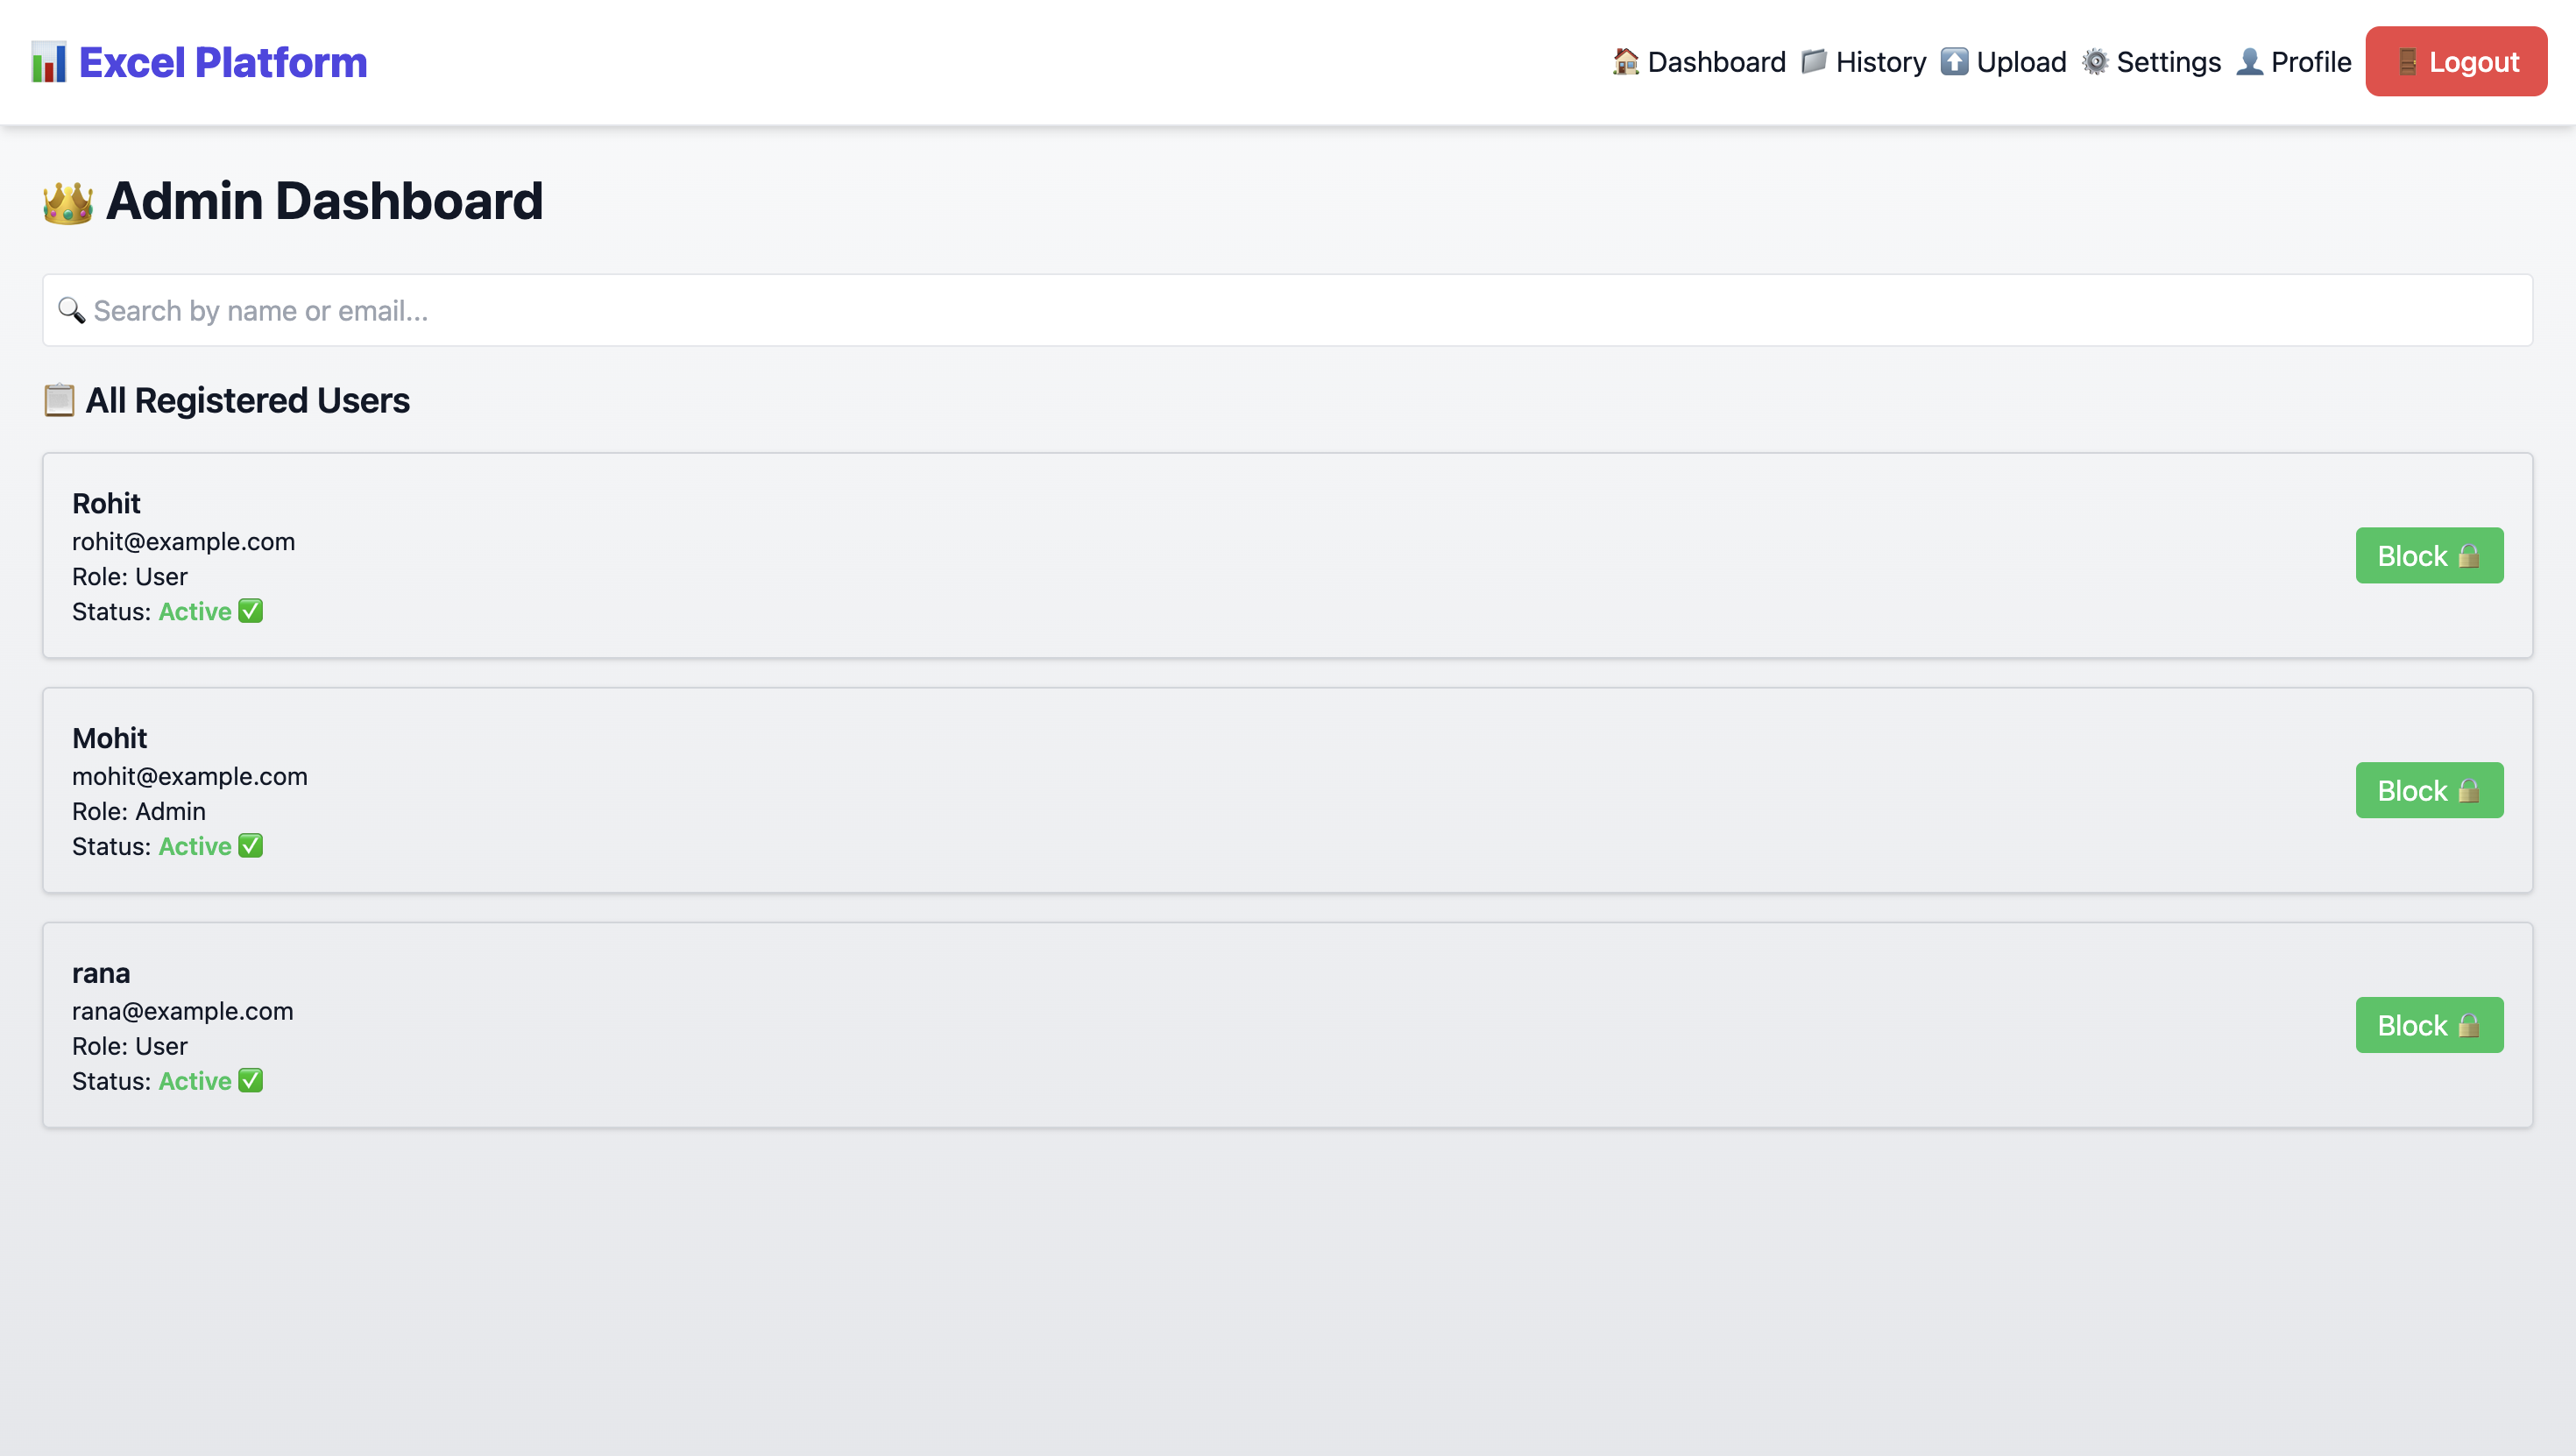 📊 Excel Platform
🏠 Dashboard 📁 History ⬆️ Upload ⚙️ Settings 👤 Profile 🚪 Logout
👑 Admin Dashboard
🔍 Search by name or email...
📋 All Registered Users
Rohit
rohit@example.com
Role: User
Status: Active ✅
Block 🔒
Mohit
mohit@example.com
Role: Admin
Status: Active ✅
Block 🔒
rana
rana@example.com
Role: User
Status: Active ✅
Block 🔒